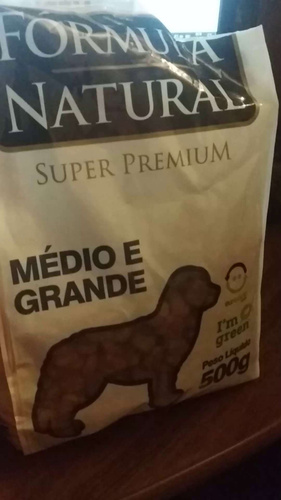 FÓRMULA
NATURAL
SUPER PREMIUM
MÉDIO E
GRANDE
I'm
green
Peso Líquido
500g